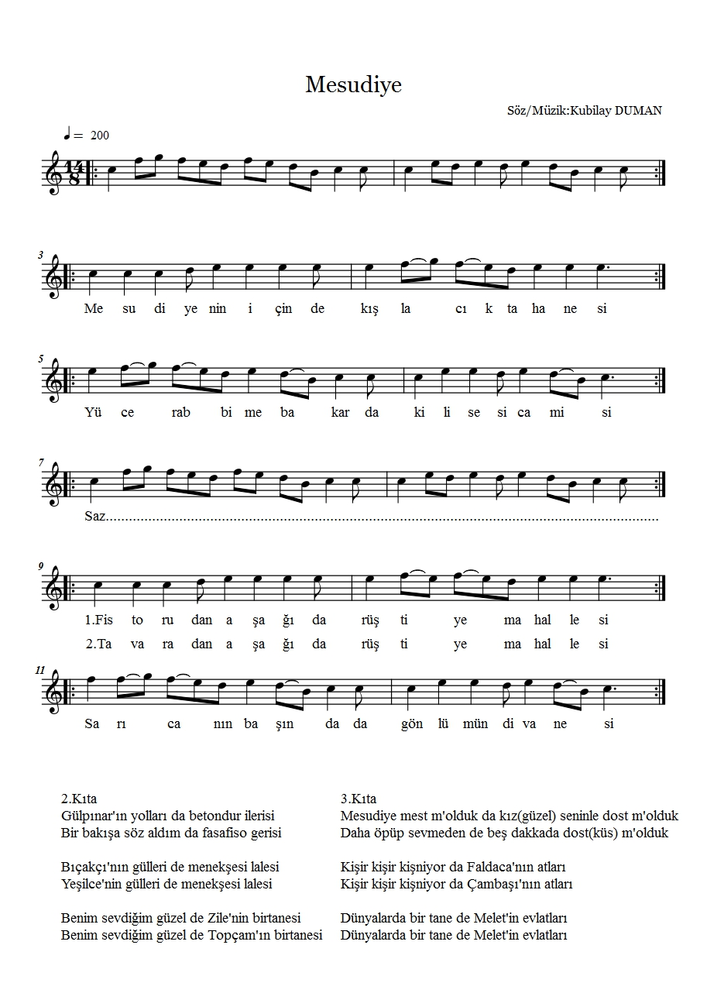 Mesudiye
Söz/Müzik:Kubilay DUMAN
= 200
14
8
3
Me su di ye nin i çin de kış la cı k ta ha ne si
5
Yü ce rab bi me ba kar da ki li se si ca mi si
7
Saz...............................................................................................................................................
9
1.Fis to ru dan a şa ğı da rüş ti ye ma hal le si
2.Ta va ra dan a şa ğı da rüş ti ye ma hal le si
11
Sa rı ca nın ba şın da da gön lü mün di va ne si
2.Kıta
Gülpınar'ın yolları da betondur ilerisi
Bir bakışa söz aldım da fasafiso gerisi
Bıçakçı'nın gülleri de menekşesi lalesi
Yeşilce'nin gülleri de menekşesi lalesi
Benim sevdiğim güzel de Zile'nin birtanesi
Benim sevdiğim güzel de Topçam'ın birtanesi
3.Kıta
Mesudiye mest m'olduk da kız(güzel) seninle dost m'olduk
Daha öpüp sevmeden de beş dakkada dost(küs) m'olduk
Kişir kişir kişniyor da Faldaca'nın atları
Kişir kişir kişniyor da Çambaşı'nın atları
Dünyalarda bir tane de Melet'in evlatları
Dünyalarda bir tane de Melet'in evlatları